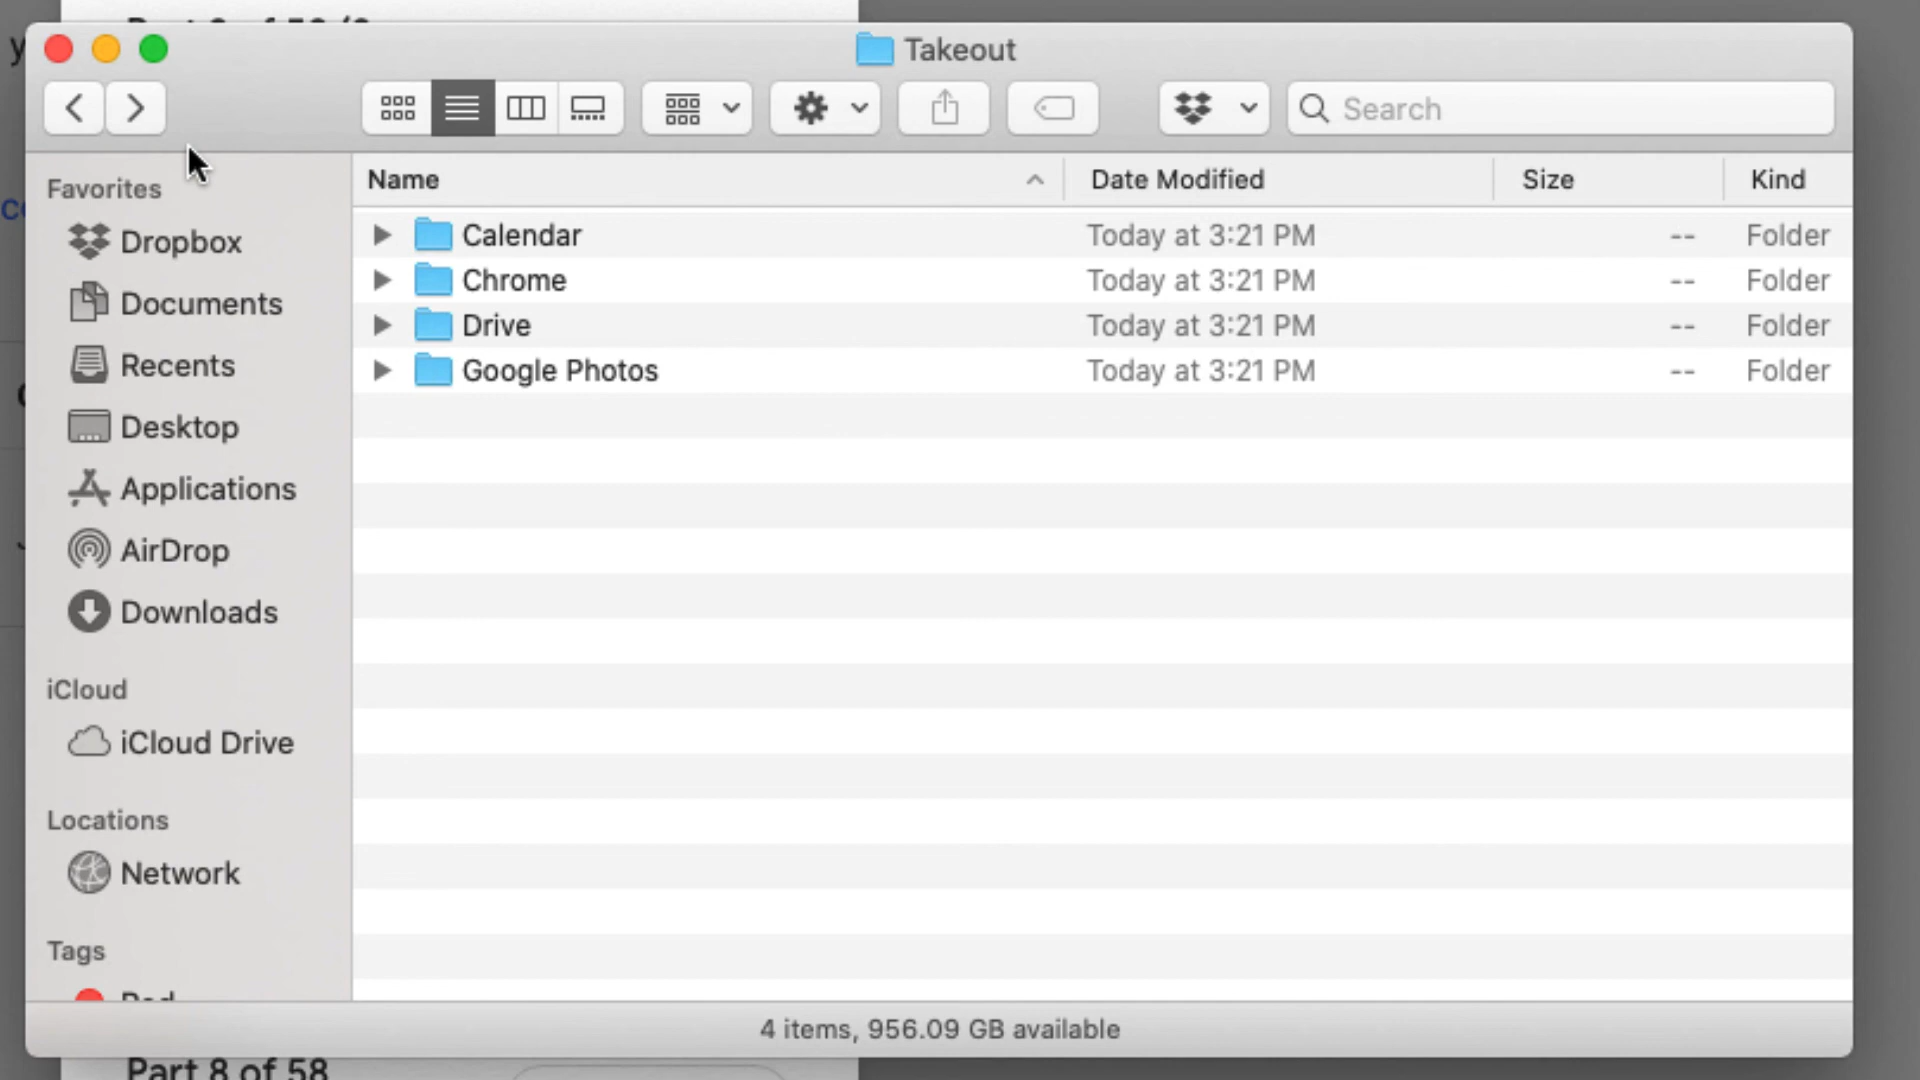 Takeout
Search
Name Date Modified Size Kind
Favorites
Dropbox
Documents
Recents
Desktop
Applications
AirDrop
Downloads
iCloud
iCloud Drive
Locations
Network
Tags
Red
Calendar Today at 3:21 PM -- Folder
Chrome Today at 3:21 PM -- Folder
Drive Today at 3:21 PM -- Folder
Google Photos Today at 3:21 PM -- Folder
4 items, 956.09 GB available
Part 8 of 58